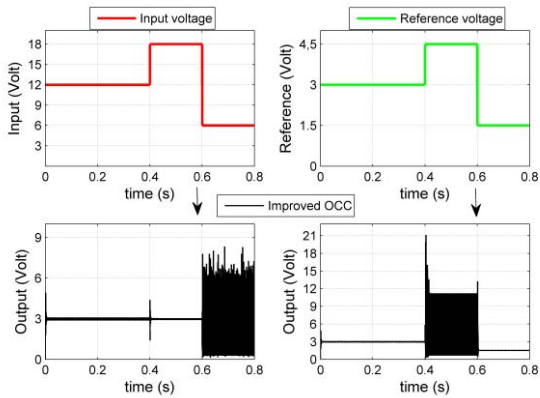 Input voltage
Reference voltage
Input (Volt)
18
15
12
9
6
3
0 0.2 0.4 0.6 0.8
time (s)
Reference (Volt)
4,5
3
1.5
0 0.2 0.4 0.6 0.8
time (s)
Improved OCC
Output (Volt)
9
6
3
0
0 0.2 0.4 0.6 0.8
time (s)
Output (Volt)
21
18
15
12
9
6
3
0
0 0.2 0.4 0.6 0.8
time (s)